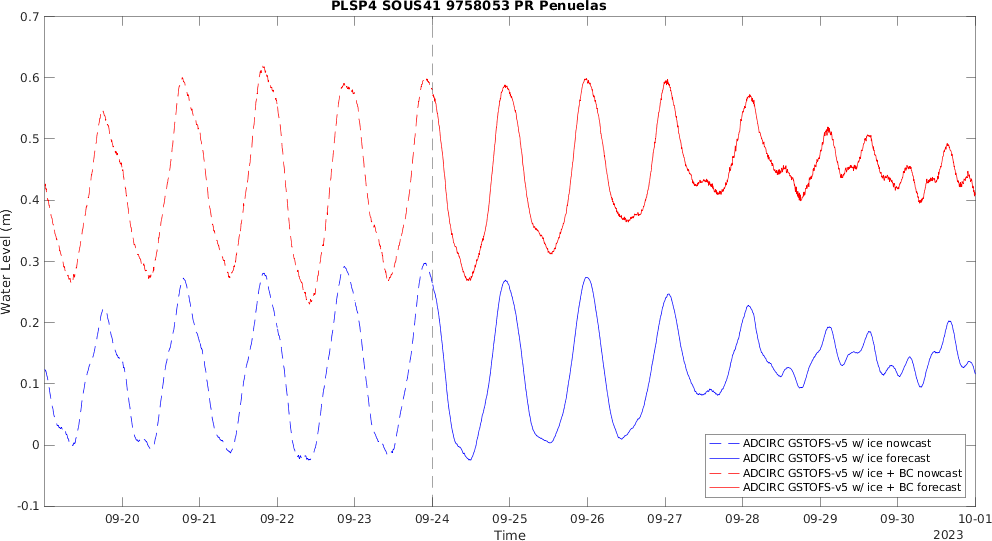 PLSP4 SOUS41 9758053 PR Penuelas
0.7
0.6
0.5
0.4
0.3
0.2
0.1
0
-0.1
Water Level (m)
ADCIRC GSTOFS-v5 w/ ice nowcast
ADCIRC GSTOFS-v5 w/ ice forecast
ADCIRC GSTOFS-v5 w/ ice + BC nowcast
ADCIRC GSTOFS-v5 w/ ice + BC forecast
09-20 09-21 09-22 09-23 09-24 09-25 09-26 09-27 09-28 09-29 09-30 10-01
Time
2023